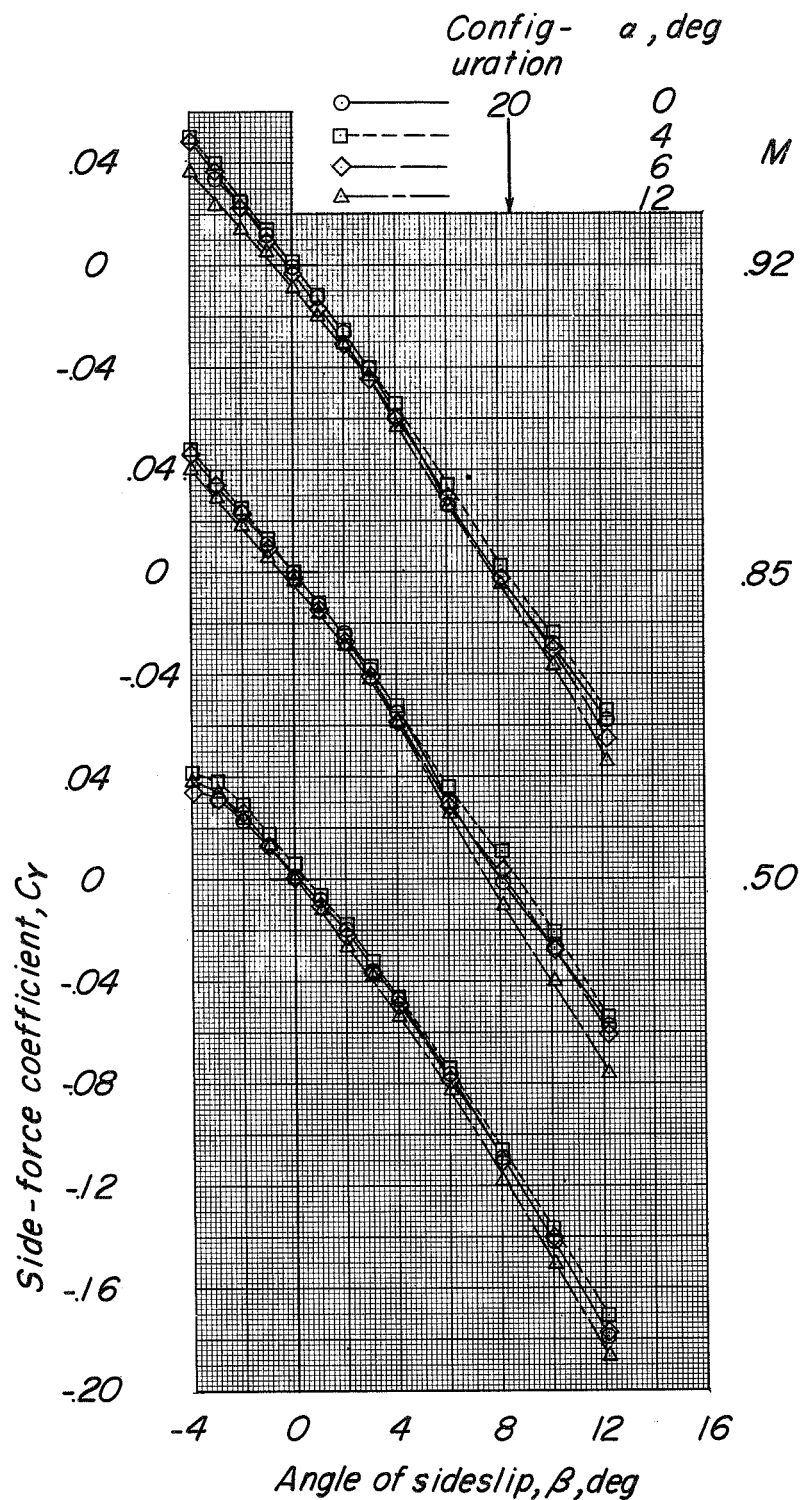 Config- α, deg
uration
20 0
4
.04 6 M
12
0 .92
-.04
.04
0 .85
-.04
.04
0 .50
-.04
-.08
-.12
-.16
-.20
Side-force coefficient, CY
-4 0 4 8 12 16
Angle of sideslip, β, deg